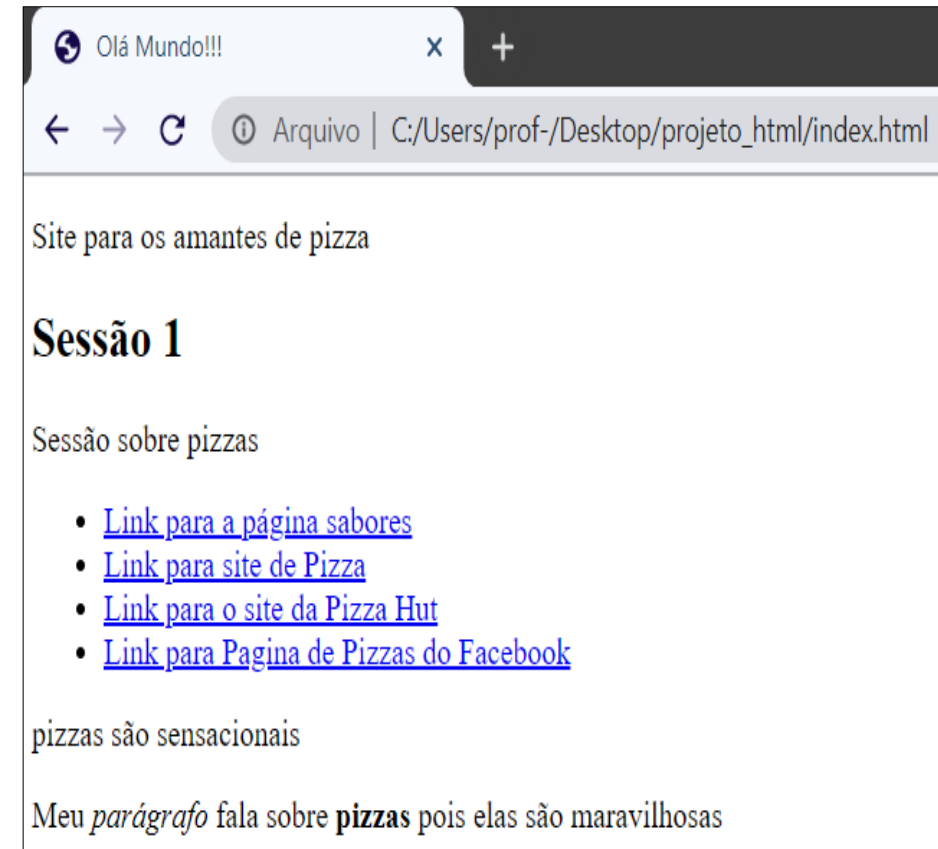 Olá Mundo!!!
Arquivo | C:/Users/prof-/Desktop/projeto_html/index.html
Site para os amantes de pizza
Sessão 1
Sessão sobre pizzas
Link para a página sabores
Link para site de Pizza
Link para o site da Pizza Hut
Link para Pagina de Pizzas do Facebook
pizzas são sensacionais
Meu parágrafo fala sobre pizzas pois elas são maravilhosas